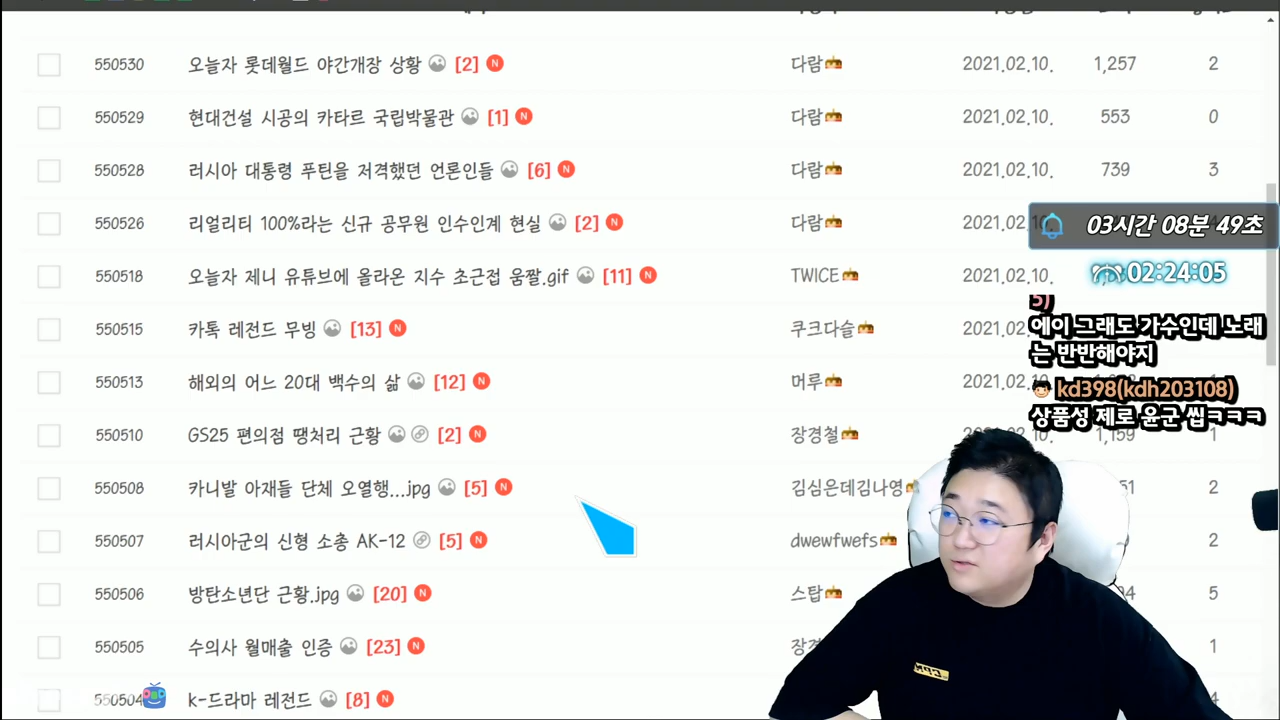 550530 오늘자 롯데월드 야간개장 상황 [2] N 다람 2021.02.10. 1,257 2
550529 현대건설 시공의 카타르 국립박물관 [1] N 다람 2021.02.10. 553 0
550528 러시아 대통령 푸틴을 저격했던 언론인들 [6] N 다람 2021.02.10. 739 3
550526 리얼리티 100%라는 신규 공무원 인수인계 현실 [2] N 다람 2021.02.10.
03시간 08분 49초
550518 오늘자 제니 유튜브에 올라온 지수 초근접 움짤.gif [11] N TWICE 2021.02.10.
02:24:05
5)
에이 그래도 가수인데 노래
는 반반해야지
550515 카톡 레전드 무빙 [13] N 쿠크다슬 2021.02.
550513 해외의 어느 20대 백수의 삶 [12] N 머루 2021.02.10.
kd398(kdh203108)
상품성 제로 윤군 씹ㅋㅋㅋ
550510 GS25 편의점 땡처리 근황 [2] N 장경철 2021.02.10. 1,159 1
550508 카니발 아재들 단체 오열행...jpg [5] N 김심은데김나영 51 2
550507 러시아군의 신형 소총 AK-12 [5] N dwewfwefs 2
550506 방탄소년단 근황.jpg [20] N 스탑 5
550505 수의사 월매출 인증 [23] N 장경 1
550504 k-드라마 레전드 [8] N